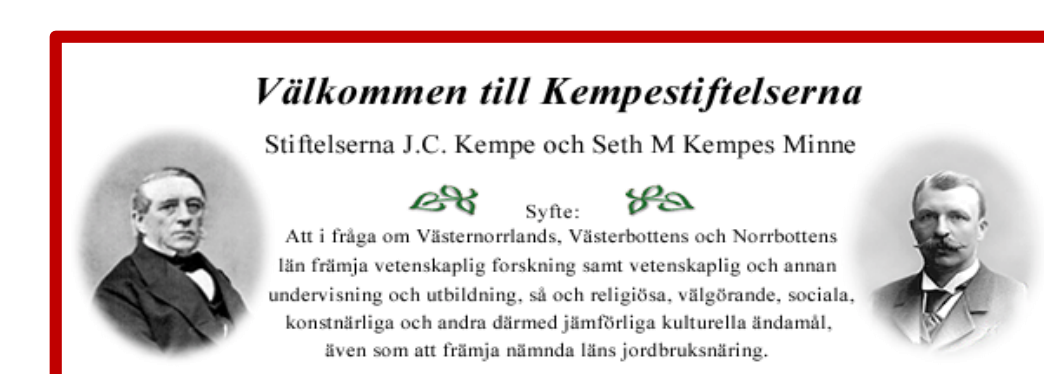 Välkommen till Kempestiftelserna
Stiftelserna J.C. Kempe och Seth M Kempes Minne
Syfte:
Att i fråga om Västernorrlands, Västerbottens och Norrbottens
län främja vetenskaplig forskning samt vetenskaplig och annan
undervisning och utbildning, så och religiösa, välgörande, sociala,
konstnärliga och andra därmed jämförliga kulturella ändamål,
även som att främja nämnda läns jordbruksnäring.